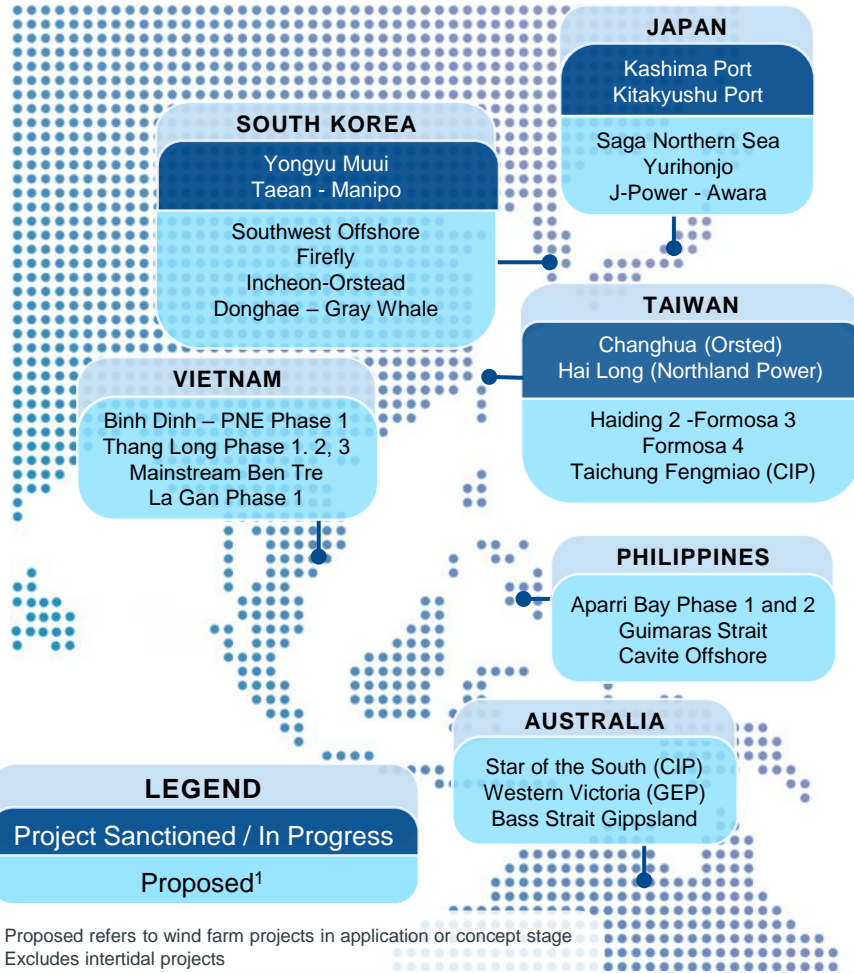 JAPAN
Kashima Port
Kitakyushu Port
Saga Northern Sea
Yurihonjo
J-Power - Awara
SOUTH KOREA
Yongyu Muui
Taean - Manipo
Southwest Offshore
Firefly
Incheon-Orstead
Donghae – Gray Whale
TAIWAN
Changhua (Orsted)
Hai Long (Northland Power)
Haiding 2 -Formosa 3
Formosa 4
Taichung Fengmiao (CIP)
VIETNAM
Binh Dinh – PNE Phase 1
Thang Long Phase 1. 2, 3
Mainstream Ben Tre
La Gan Phase 1
PHILIPPINES
Aparri Bay Phase 1 and 2
Guimaras Strait
Cavite Offshore
AUSTRALIA
Star of the South (CIP)
Western Victoria (GEP)
Bass Strait Gippsland
LEGEND
Project Sanctioned / In Progress
Proposed¹
Proposed refers to wind farm projects in application or concept stage
Excludes intertidal projects